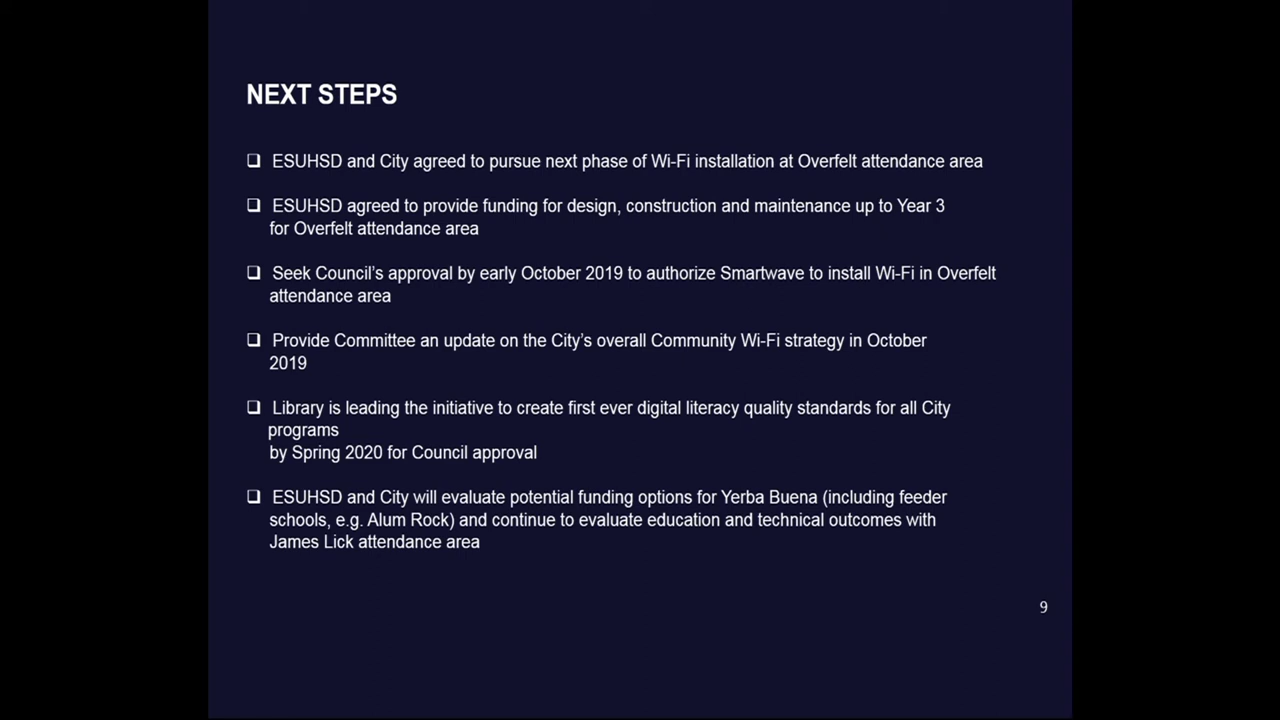 NEXT STEPS
❑ ESUHSD and City agreed to pursue next phase of Wi-Fi installation at Overfelt attendance area
❑ ESUHSD agreed to provide funding for design, construction and maintenance up to Year 3
for Overfelt attendance area
❑ Seek Council's approval by early October 2019 to authorize Smartwave to install Wi-Fi in Overfelt
attendance area
❑ Provide Committee an update on the City's overall Community Wi-Fi strategy in October
2019
❑ Library is leading the initiative to create first ever digital literacy quality standards for all City
programs
by Spring 2020 for Council approval
❑ ESUHSD and City will evaluate potential funding options for Yerba Buena (including feeder
schools, e.g. Alum Rock) and continue to evaluate education and technical outcomes with
James Lick attendance area
9